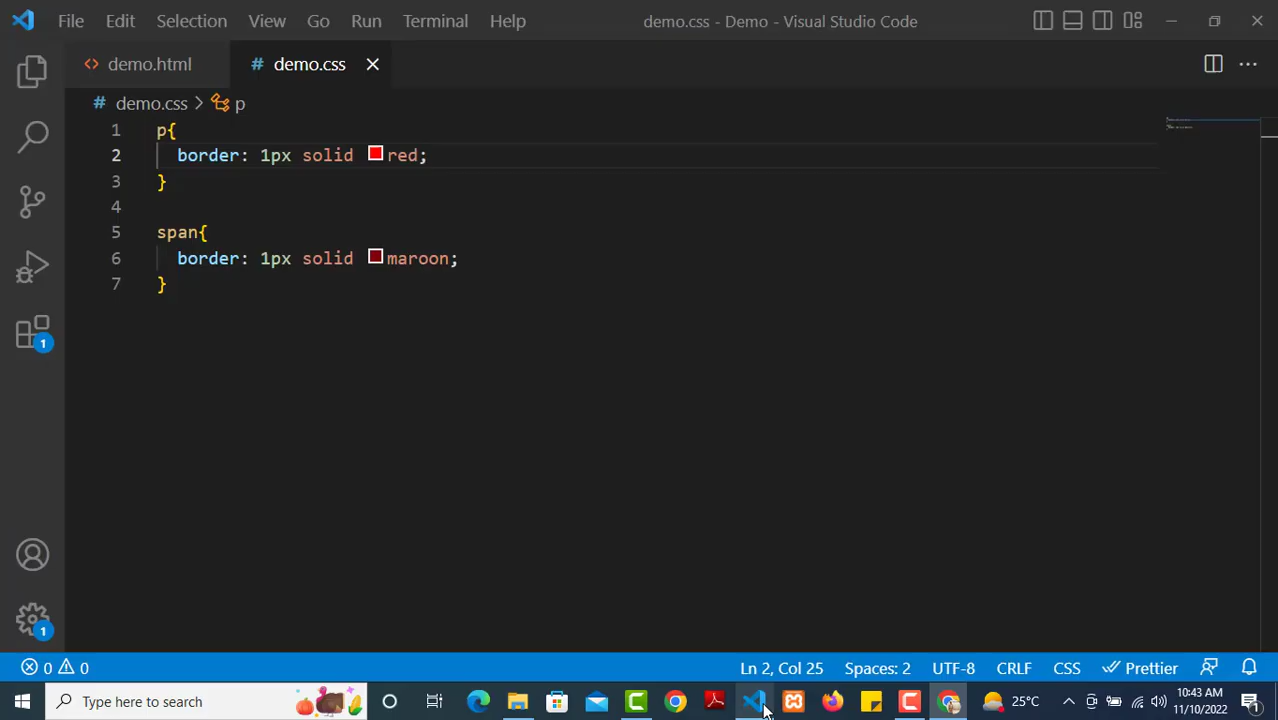 File Edit Selection View Go Run Terminal Help demo.css - Demo - Visual Studio Code
demo.html # demo.css
# demo.css > p
1 p{
2 border: 1px solid red;
3 }
4
5 span{
6 border: 1px solid maroon;
7 }
1
1
0 0 Ln 2, Col 25 Spaces: 2 UTF-8 CRLF CSS Prettier
Type here to search 25°C 10:43 AM
11/10/2022 1